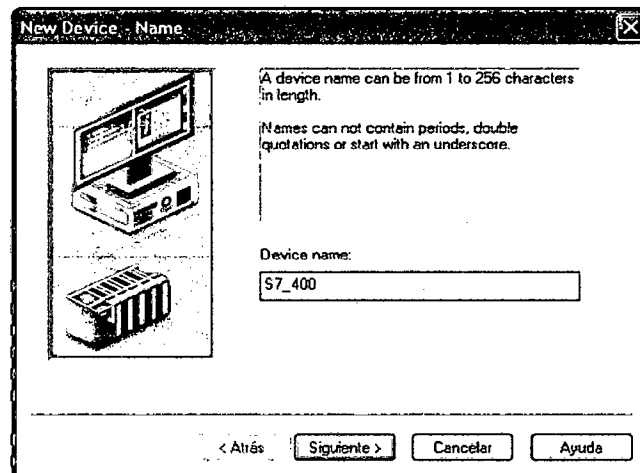 New Device - Name
A device name can be from 1 to 256 characters
in length.
Names can not contain periods, double
quotations or start with an underscore.
Device name:
S7_400
< Atrás
Siguiente >
Cancelar
Ayuda